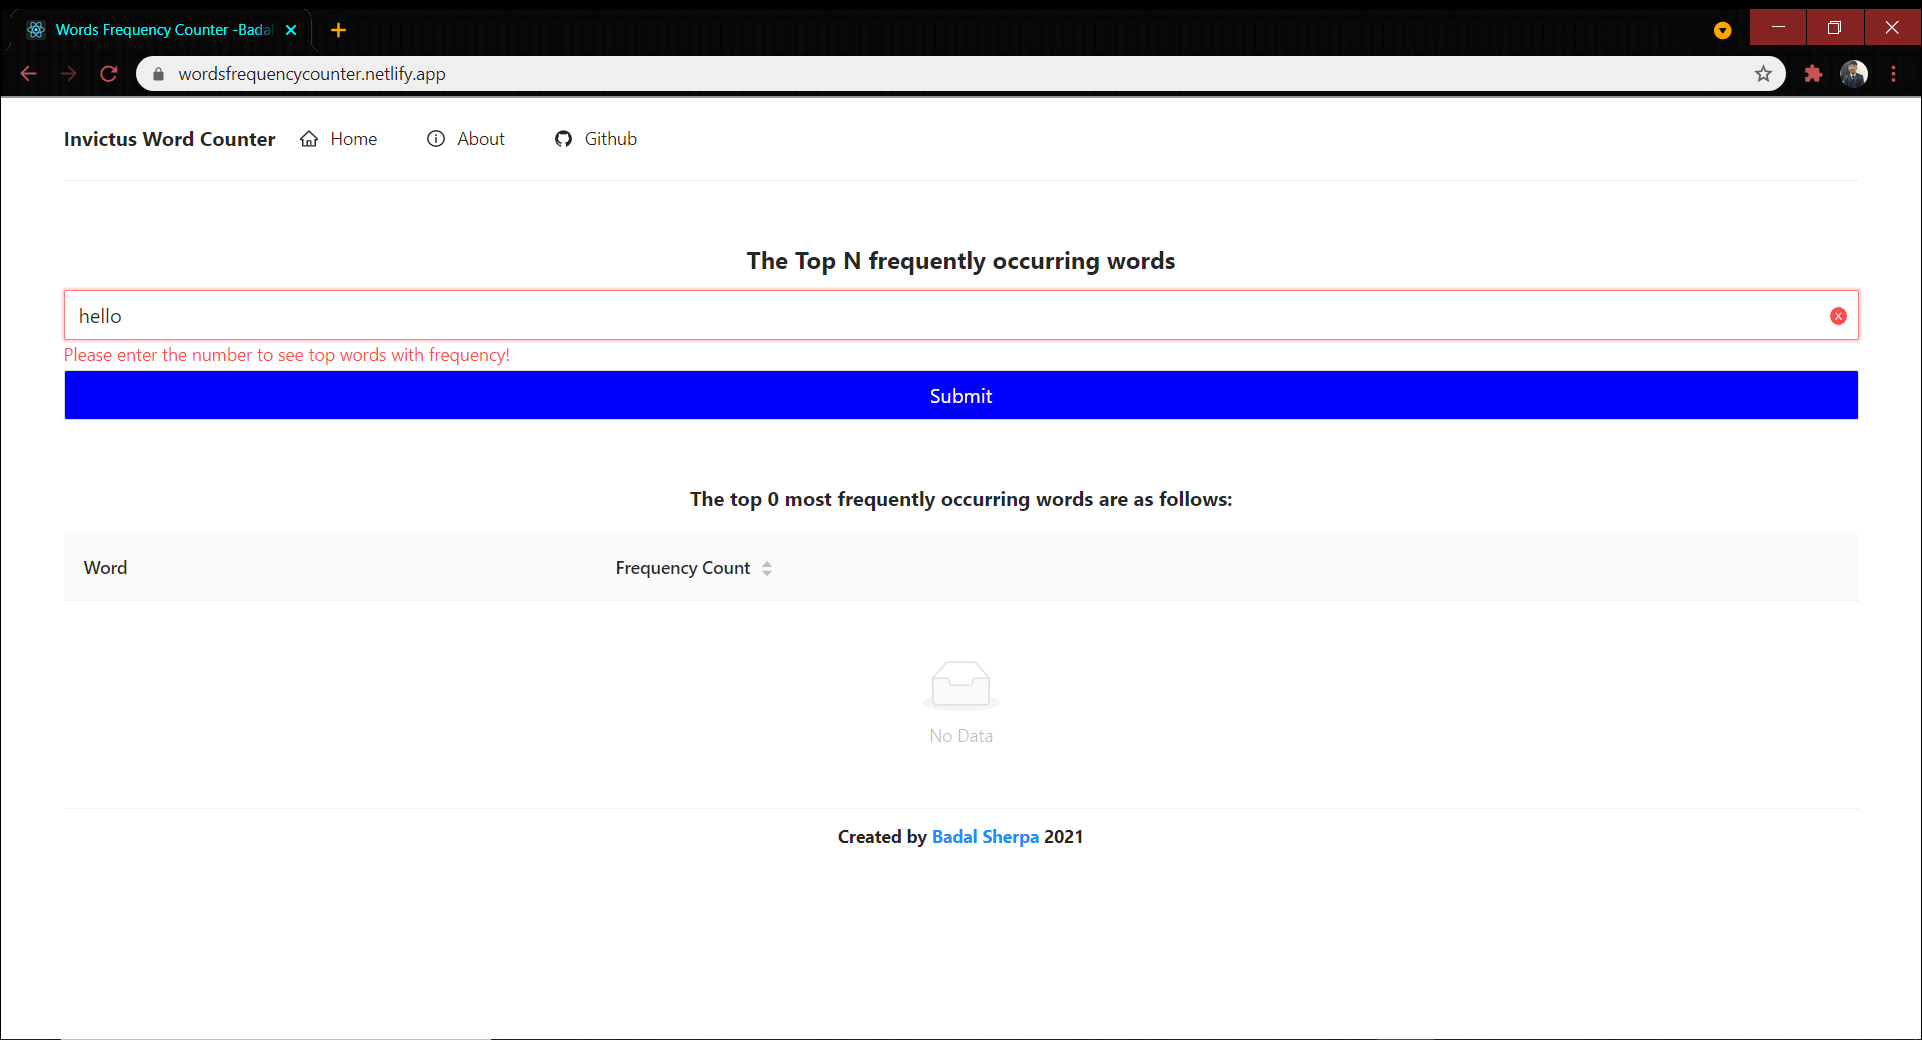 Words Frequency Counter -Badal
wordsfrequencycounter.netlify.app
Invictus Word Counter Home About Github
The Top N frequently occurring words
hello
Please enter the number to see top words with frequency!
Submit
The top 0 most frequently occurring words are as follows:
Word Frequency Count
No Data
Created by Badal Sherpa 2021